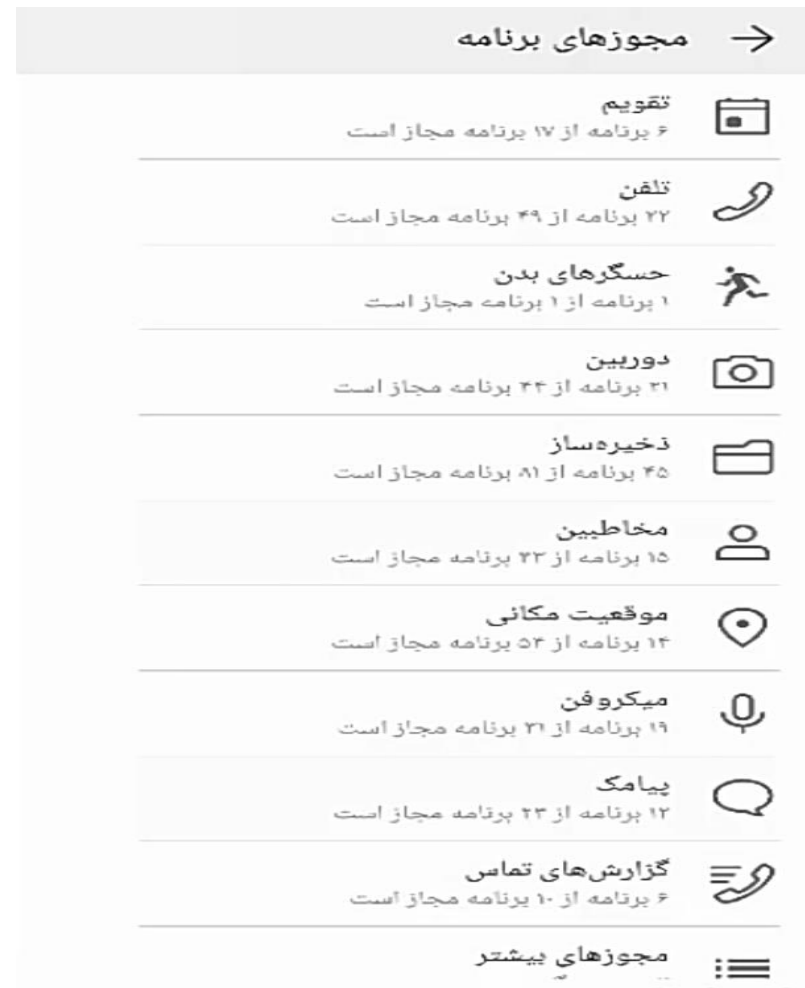 مجوزهای برنامه
تقویم
۶ برنامه از ۱۷ برنامه مجاز است
تلفن
۲۲ برنامه از ۴۹ برنامه مجاز است
حسگرهای بدن
۱ برنامه از ۱ برنامه مجاز است
دوربین
۲۱ برنامه از ۴۴ برنامه مجاز است
ذخیره‌ساز
۴۵ برنامه از ۸۱ برنامه مجاز است
مخاطبین
۱۵ برنامه از ۴۳ برنامه مجاز است
موقعیت مکانی
۱۴ برنامه از ۵۴ برنامه مجاز است
میکروفن
۱۹ برنامه از ۳۱ برنامه مجاز است
پیامک
۱۲ برنامه از ۲۳ برنامه مجاز است
گزارش‌های تماس
۶ برنامه از ۱۰ برنامه مجاز است
مجوزهای بیشتر